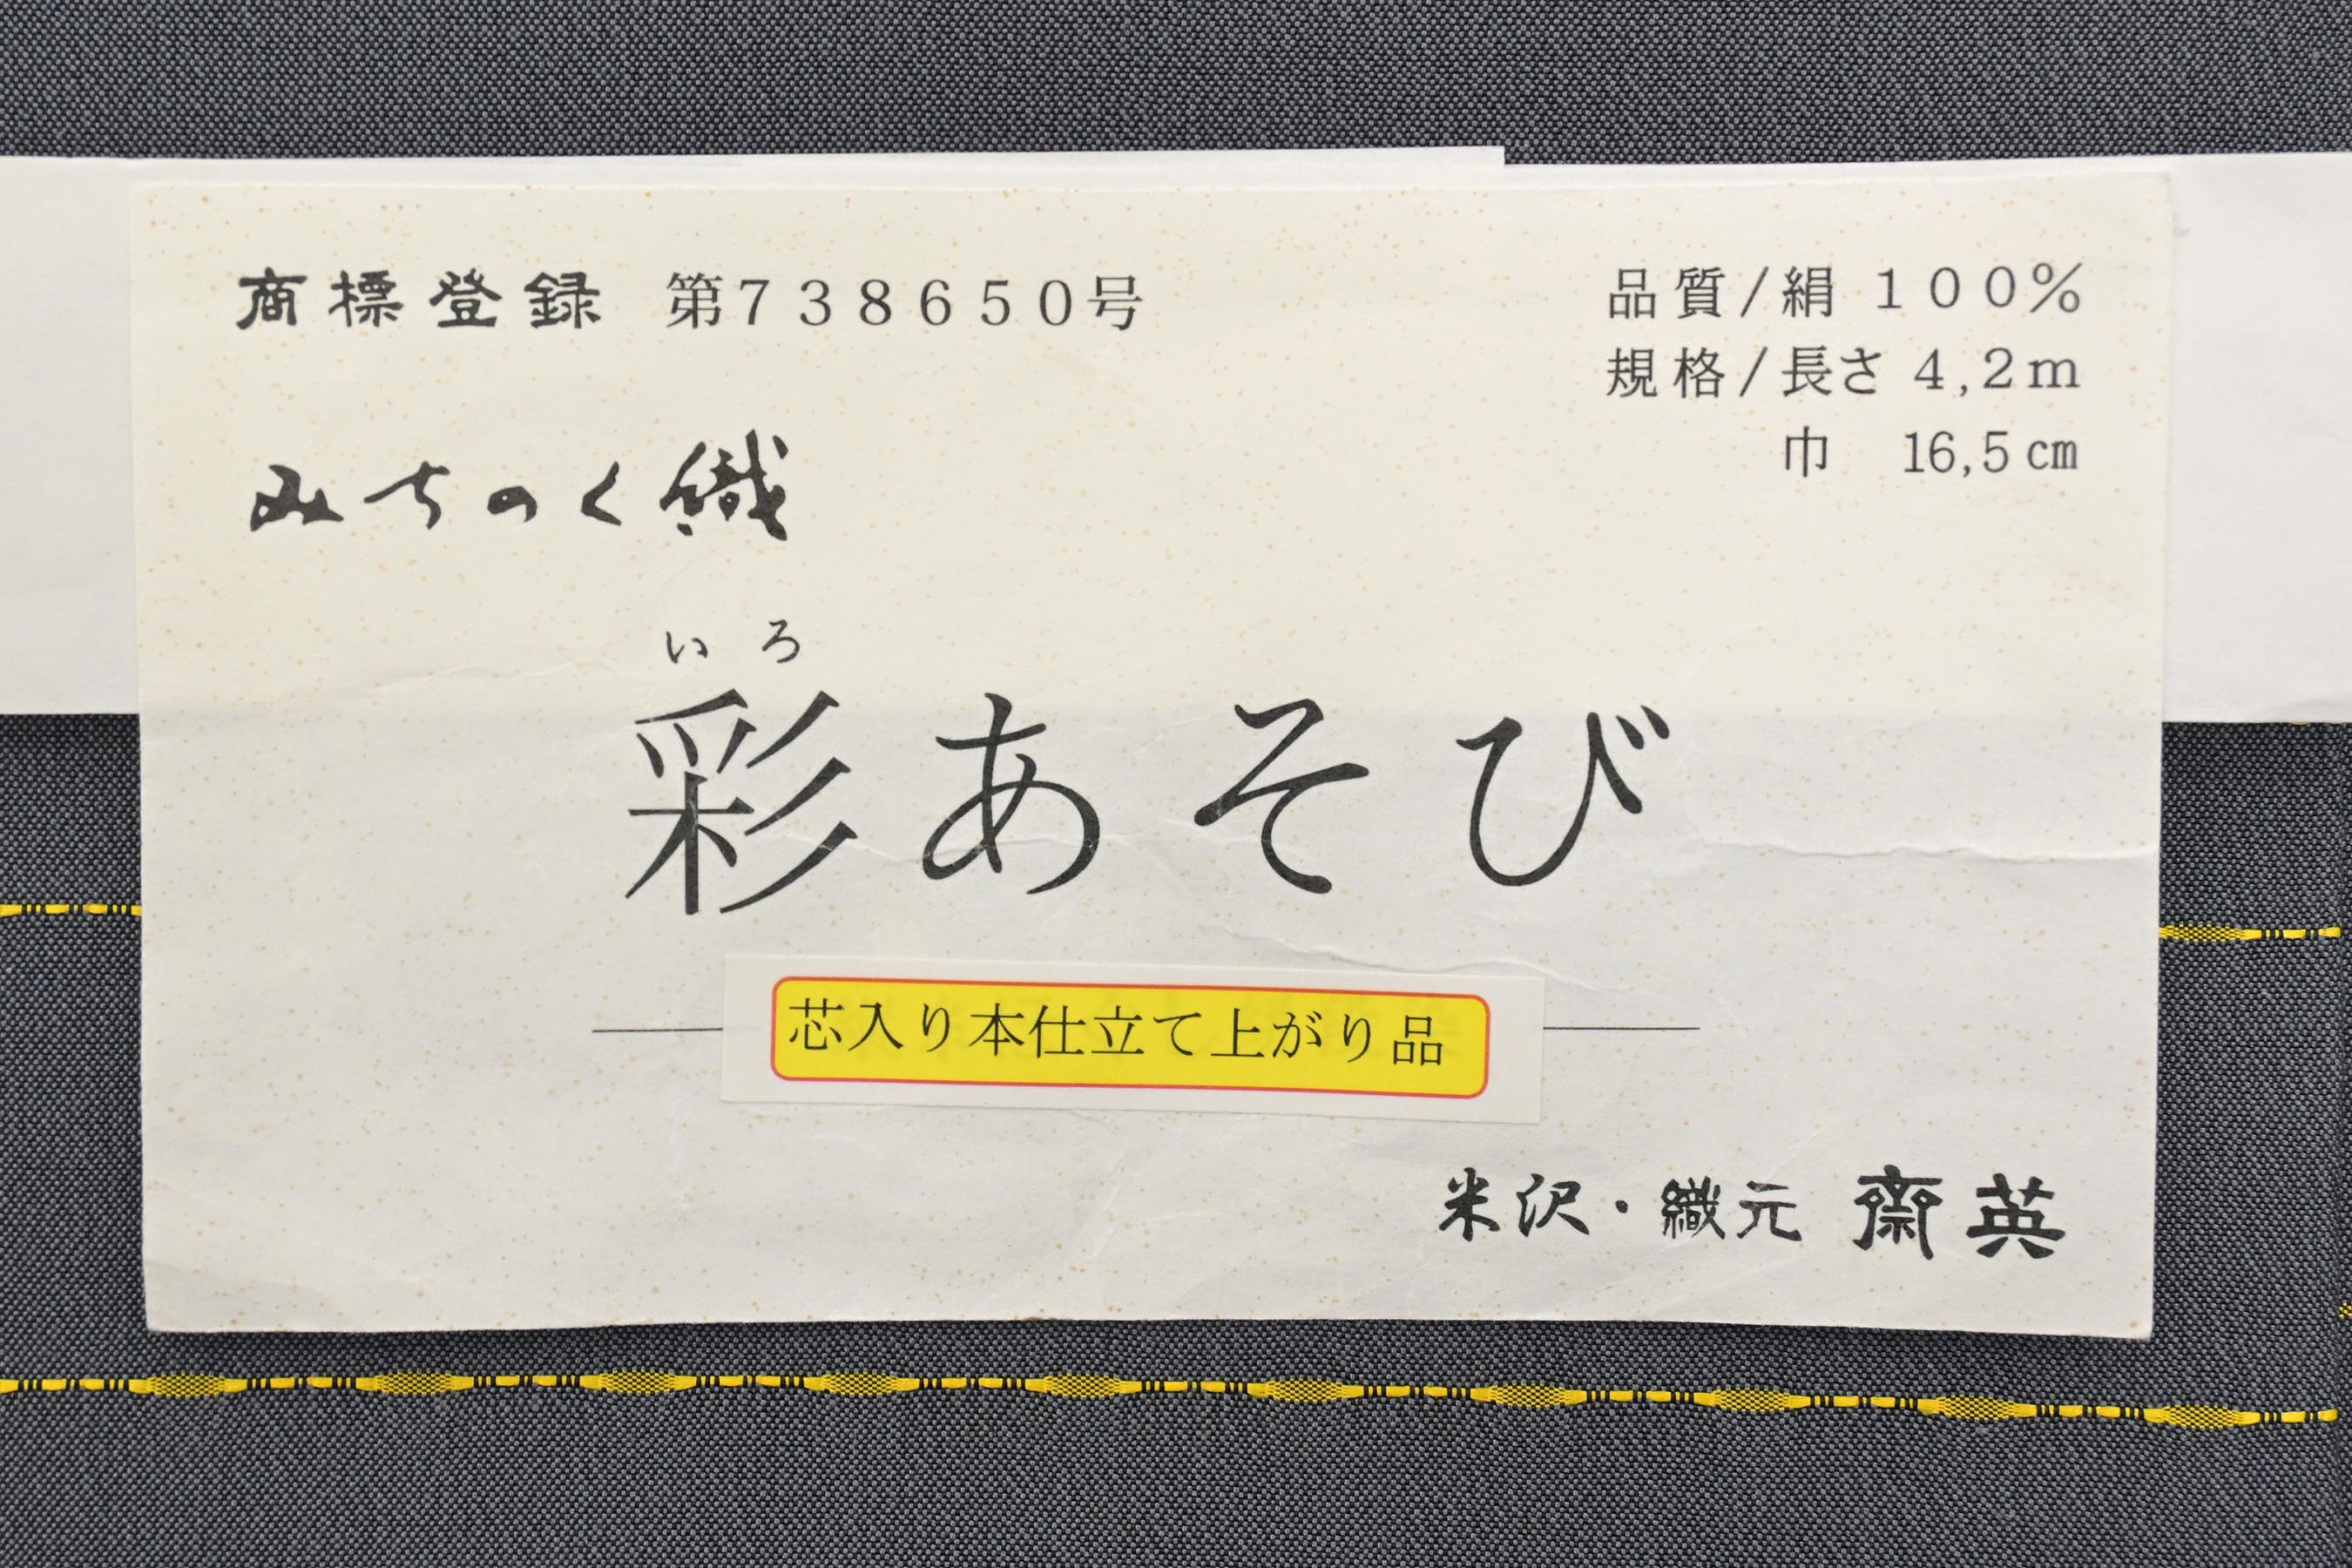 商標登録 第738650号
品質/絹 100%
規格/長さ 4,2m
巾 16,5cm
みちのく織
いろ
彩あそび
芯入り本仕立て上がり品
米沢・織元 齋英